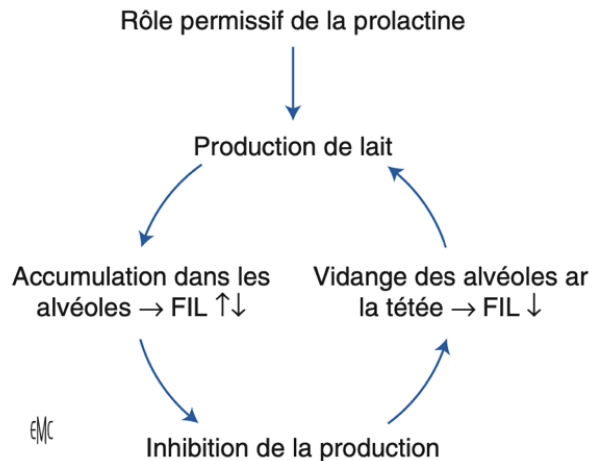 Rôle permissif de la prolactine
Production de lait
Accumulation dans les
alvéoles → FIL ↑↓
Vidange des alvéoles ar
la tétée → FIL ↓
Inhibition de la production
EMC